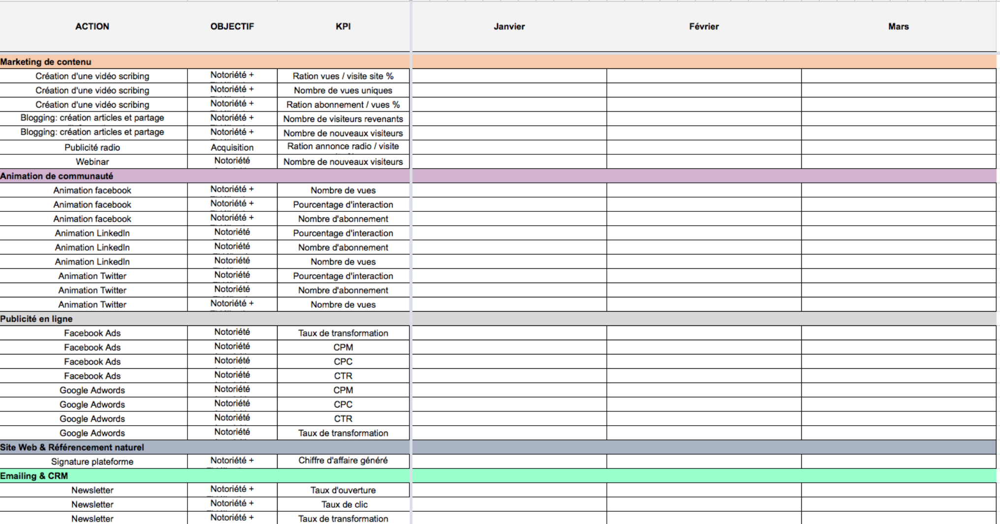 ACTION OBJECTIF KPI Janvier Février Mars
Marketing de contenu
Création d'une vidéo scribing Notoriété + Ration vues / visite site %
Création d'une vidéo scribing Notoriété + Nombre de vues uniques
Création d'une vidéo scribing Notoriété + Ration abonnement / vues %
Blogging: création articles et partage Notoriété + Nombre de visiteurs revenants
Blogging: création articles et partage Notoriété + Nombre de nouveaux visiteurs
Publicité radio Acquisition Ration annonce radio / visite
Webinar Notoriété Nombre de nouveaux visiteurs
Animation de communauté
Animation facebook Notoriété + Nombre de vues
Animation facebook Notoriété + Pourcentage d'interaction
Animation facebook Notoriété + Nombre d'abonnement
Animation LinkedIn Notoriété Pourcentage d'interaction
Animation LinkedIn Notoriété Nombre d'abonnement
Animation LinkedIn Notoriété Nombre de vues
Animation Twitter Notoriété Pourcentage d'interaction
Animation Twitter Notoriété Nombre d'abonnement
Animation Twitter Notoriété + Nombre de vues
Publicité en ligne
Facebook Ads Notoriété Taux de transformation
Facebook Ads Notoriété CPM
Facebook Ads Notoriété CPC
Facebook Ads Notoriété CTR
Google Adwords Notoriété CPM
Google Adwords Notoriété CPC
Google Adwords Notoriété CTR
Google Adwords Notoriété Taux de transformation
Site Web & Référencement naturel
Signature plateforme Notoriété + Chiffre d'affaire généré
Emailing & CRM
Newsletter Notoriété + Taux d'ouverture
Newsletter Notoriété + Taux de clic
Newsletter Notoriété + Taux de transformation